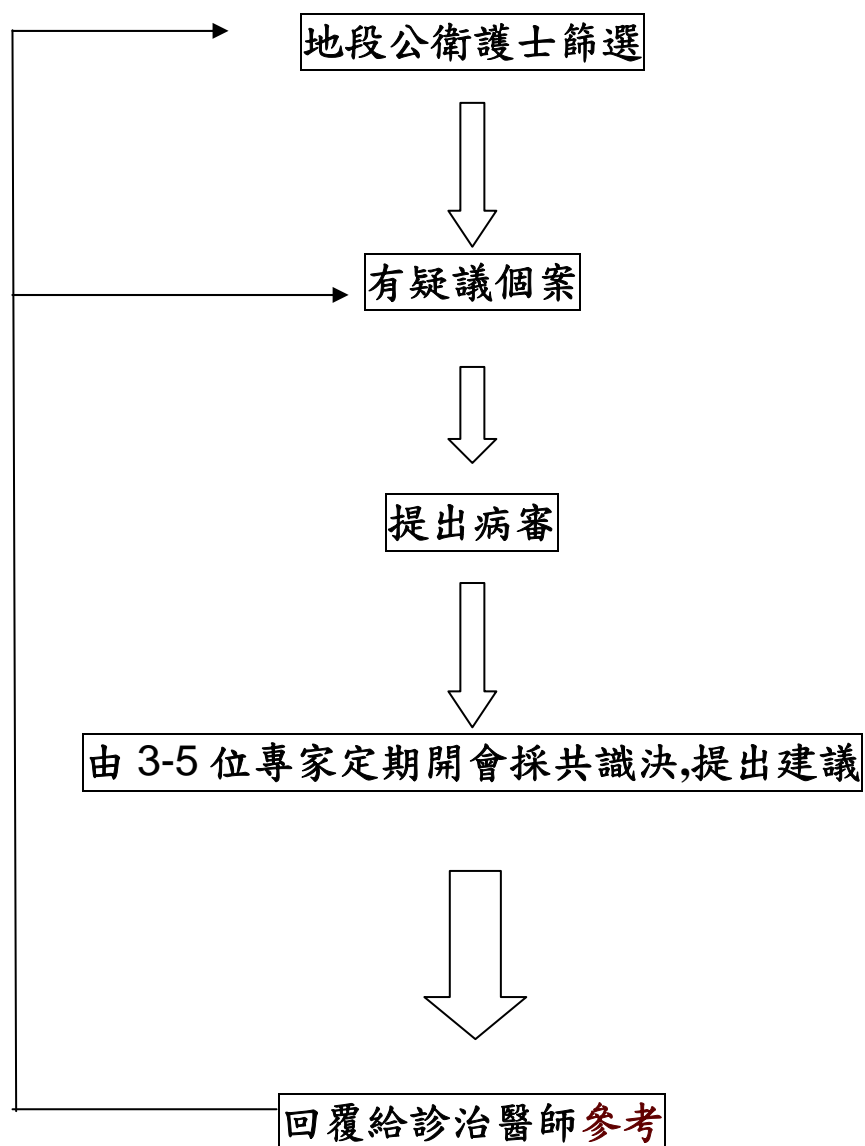 地段公衛護士篩選
有疑議個案
提出病審
由 3-5 位專家定期開會採共識決,提出建議
回覆給診治醫師參考